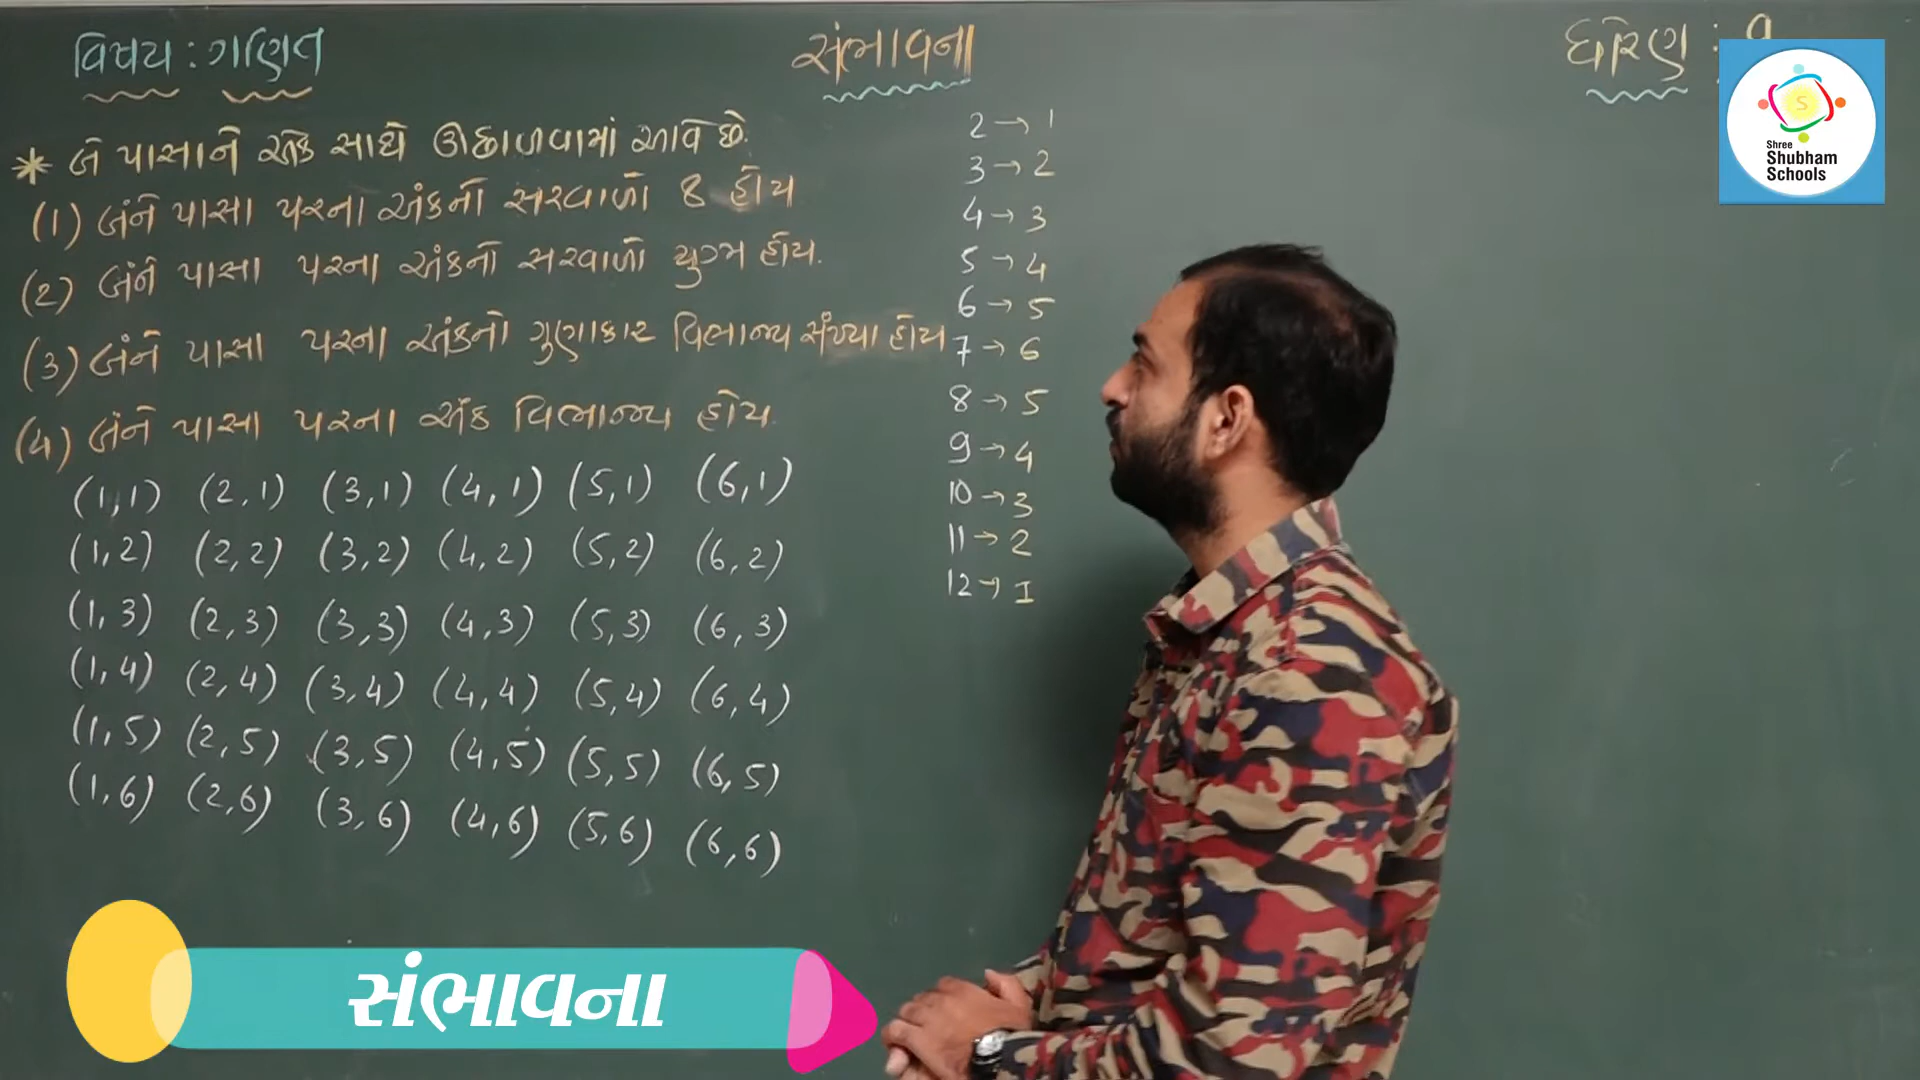 વિષય : ગણિત
સંભાવના
ધોરણ : 9
* બે પાસાને એક સાથે ઊછાળવામાં આવે છે.
(1) બંને પાસા પરના અંકનો સરવાળો 8 હોય
(2) બંને પાસા પરના અંકનો સરવાળો યુગ્મ હોય.
(3) બંને પાસા પરના અંકનો ગુણાકાર વિભાજ્ય સંખ્યા હોય
(4) બંને પાસા પરના અંક વિભાજ્ય હોય.
(1,1) (2,1) (3,1) (4,1) (5,1) (6,1)
(1,2) (2,2) (3,2) (4,2) (5,2) (6,2)
(1,3) (2,3) (3,3) (4,3) (5,3) (6,3)
(1,4) (2,4) (3,4) (4,4) (5,4) (6,4)
(1,5) (2,5) (3,5) (4,5) (5,5) (6,5)
(1,6) (2,6) (3,6) (4,6) (5,6) (6,6)
2 → 1
3 → 2
4 → 3
5 → 4
6 → 5
7 → 6
8 → 5
9 → 4
10 → 3
11 → 2
12 → 1
S
Shree
Shubham
Schools
સંભાવના